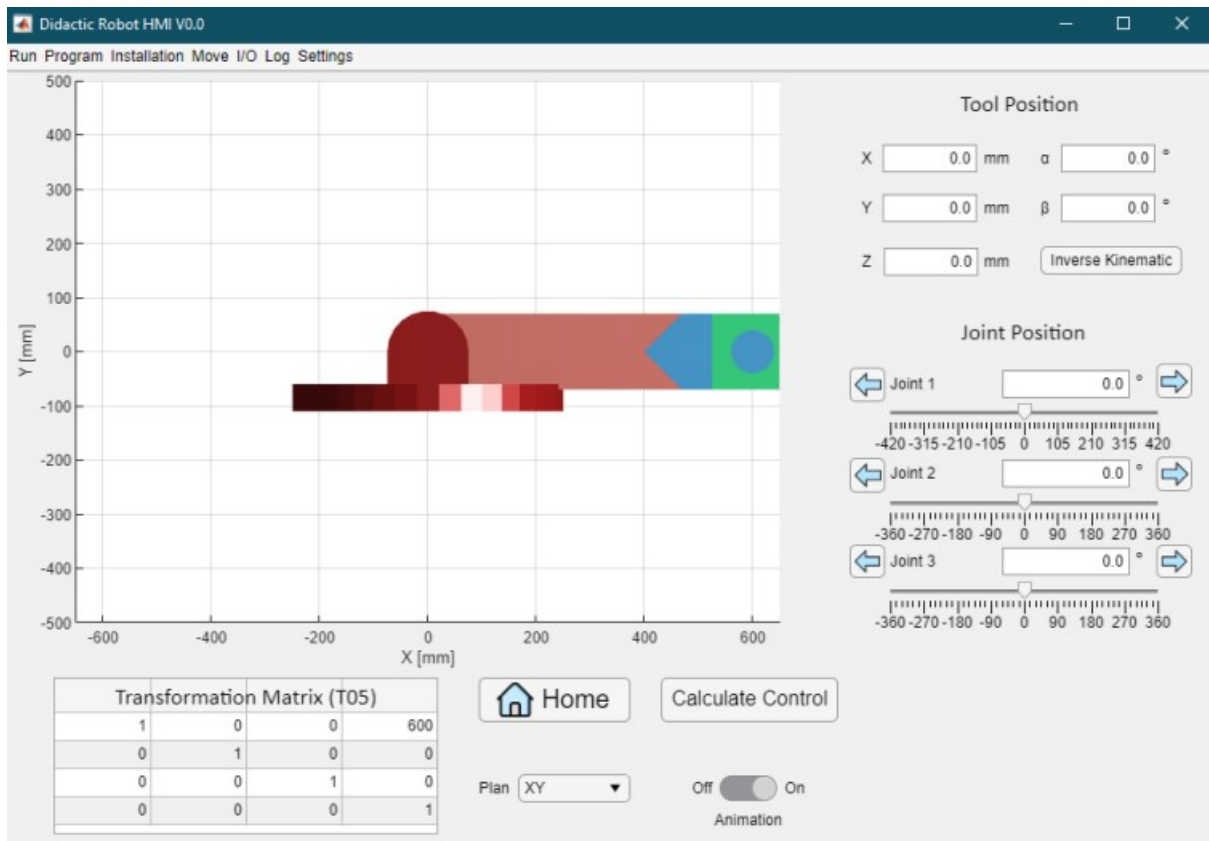 Didactic Robot HMI V0.0
Run Program Installation Move I/O Log Settings
500
400
300
200
100
0
-100
-200
-300
-400
-500
Y [mm]
-600 -400 -200 0 200 400 600
X [mm]
Tool Position
X 0.0 mm α 0.0 °
Y 0.0 mm β 0.0 °
Z 0.0 mm Inverse Kinematic
Joint Position
Joint 1 0.0 °
-420 -315 -210 -105 0 105 210 315 420
Joint 2 0.0 °
-360 -270 -180 -90 0 90 180 270 360
Joint 3 0.0 °
-360 -270 -180 -90 0 90 180 270 360
Transformation Matrix (T05)
1 0 0 600
0 1 0 0
0 0 1 0
0 0 0 1
Home
Calculate Control
Plan XY
Off On
Animation